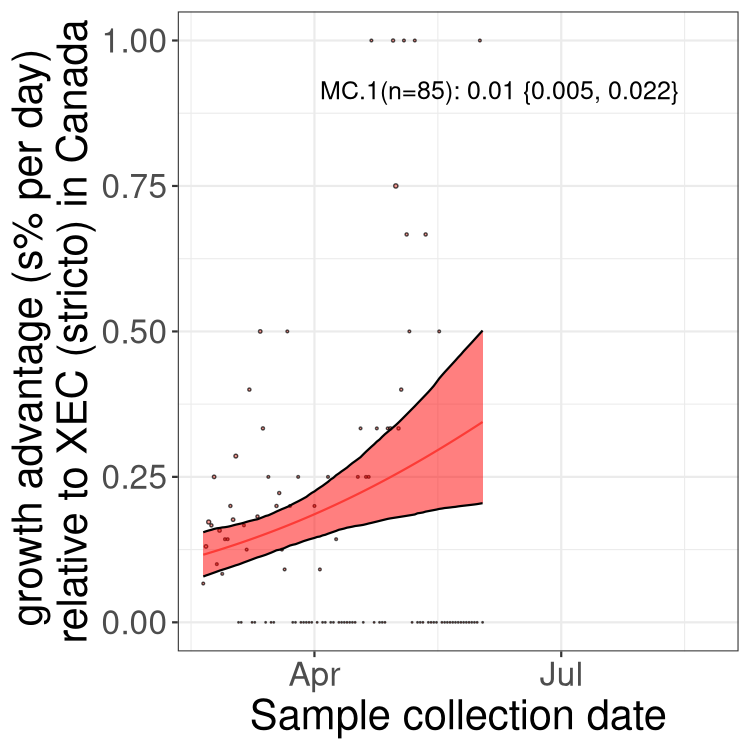 growth advantage (s% per day)
relative to XEC (stricto) in Canada
1.00
0.75
0.50
0.25
0.00
MC.1(n=85): 0.01 {0.005, 0.022}
Apr
Jul
Sample collection date